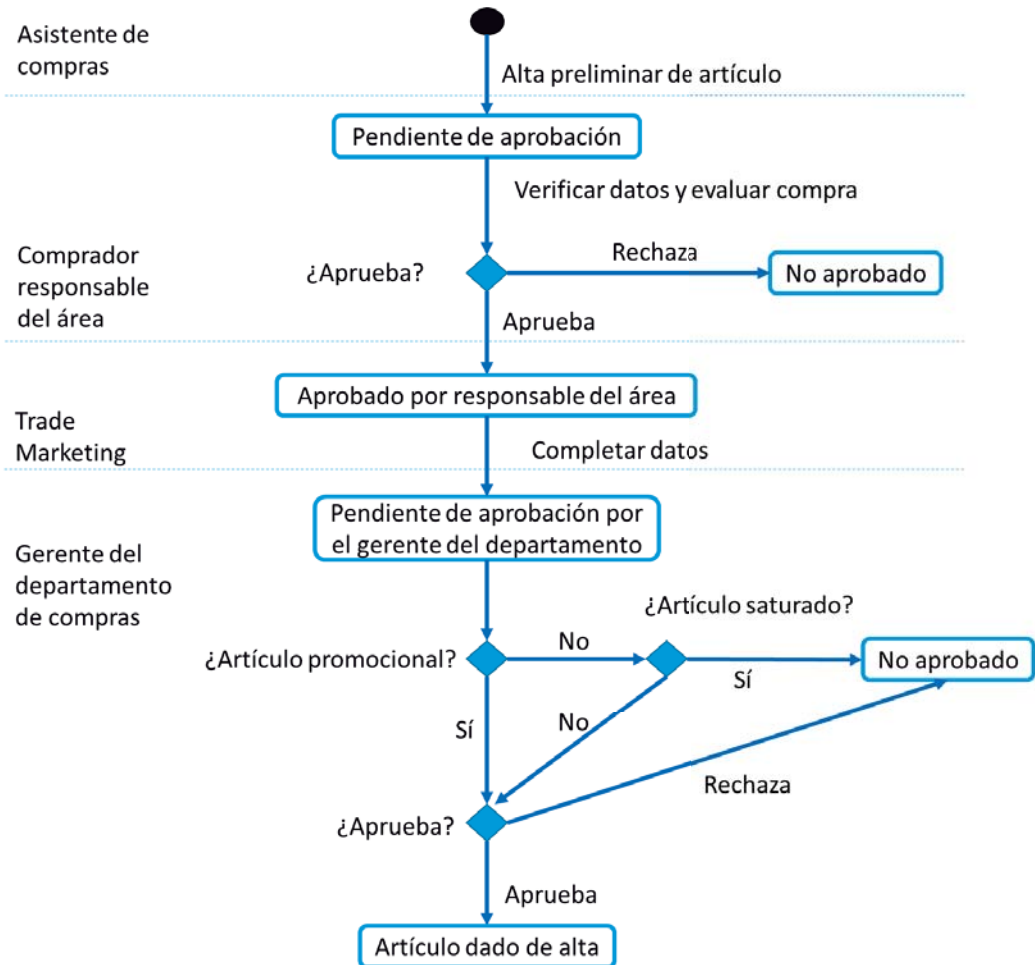 Asistente de
compras
Alta preliminar de artículo
Pendiente de aprobación
Verificar datos y evaluar compra
Comprador
responsable
del área
¿Aprueba?
Rechaza
No aprobado
Aprueba
Aprobado por responsable del área
Trade
Marketing
Completar datos
Pendiente de aprobación por
el gerente del departamento
Gerente del
departamento
de compras
¿Artículo saturado?
¿Artículo promocional?
No
Sí
No aprobado
Sí
No
Rechaza
¿Aprueba?
Aprueba
Artículo dado de alta